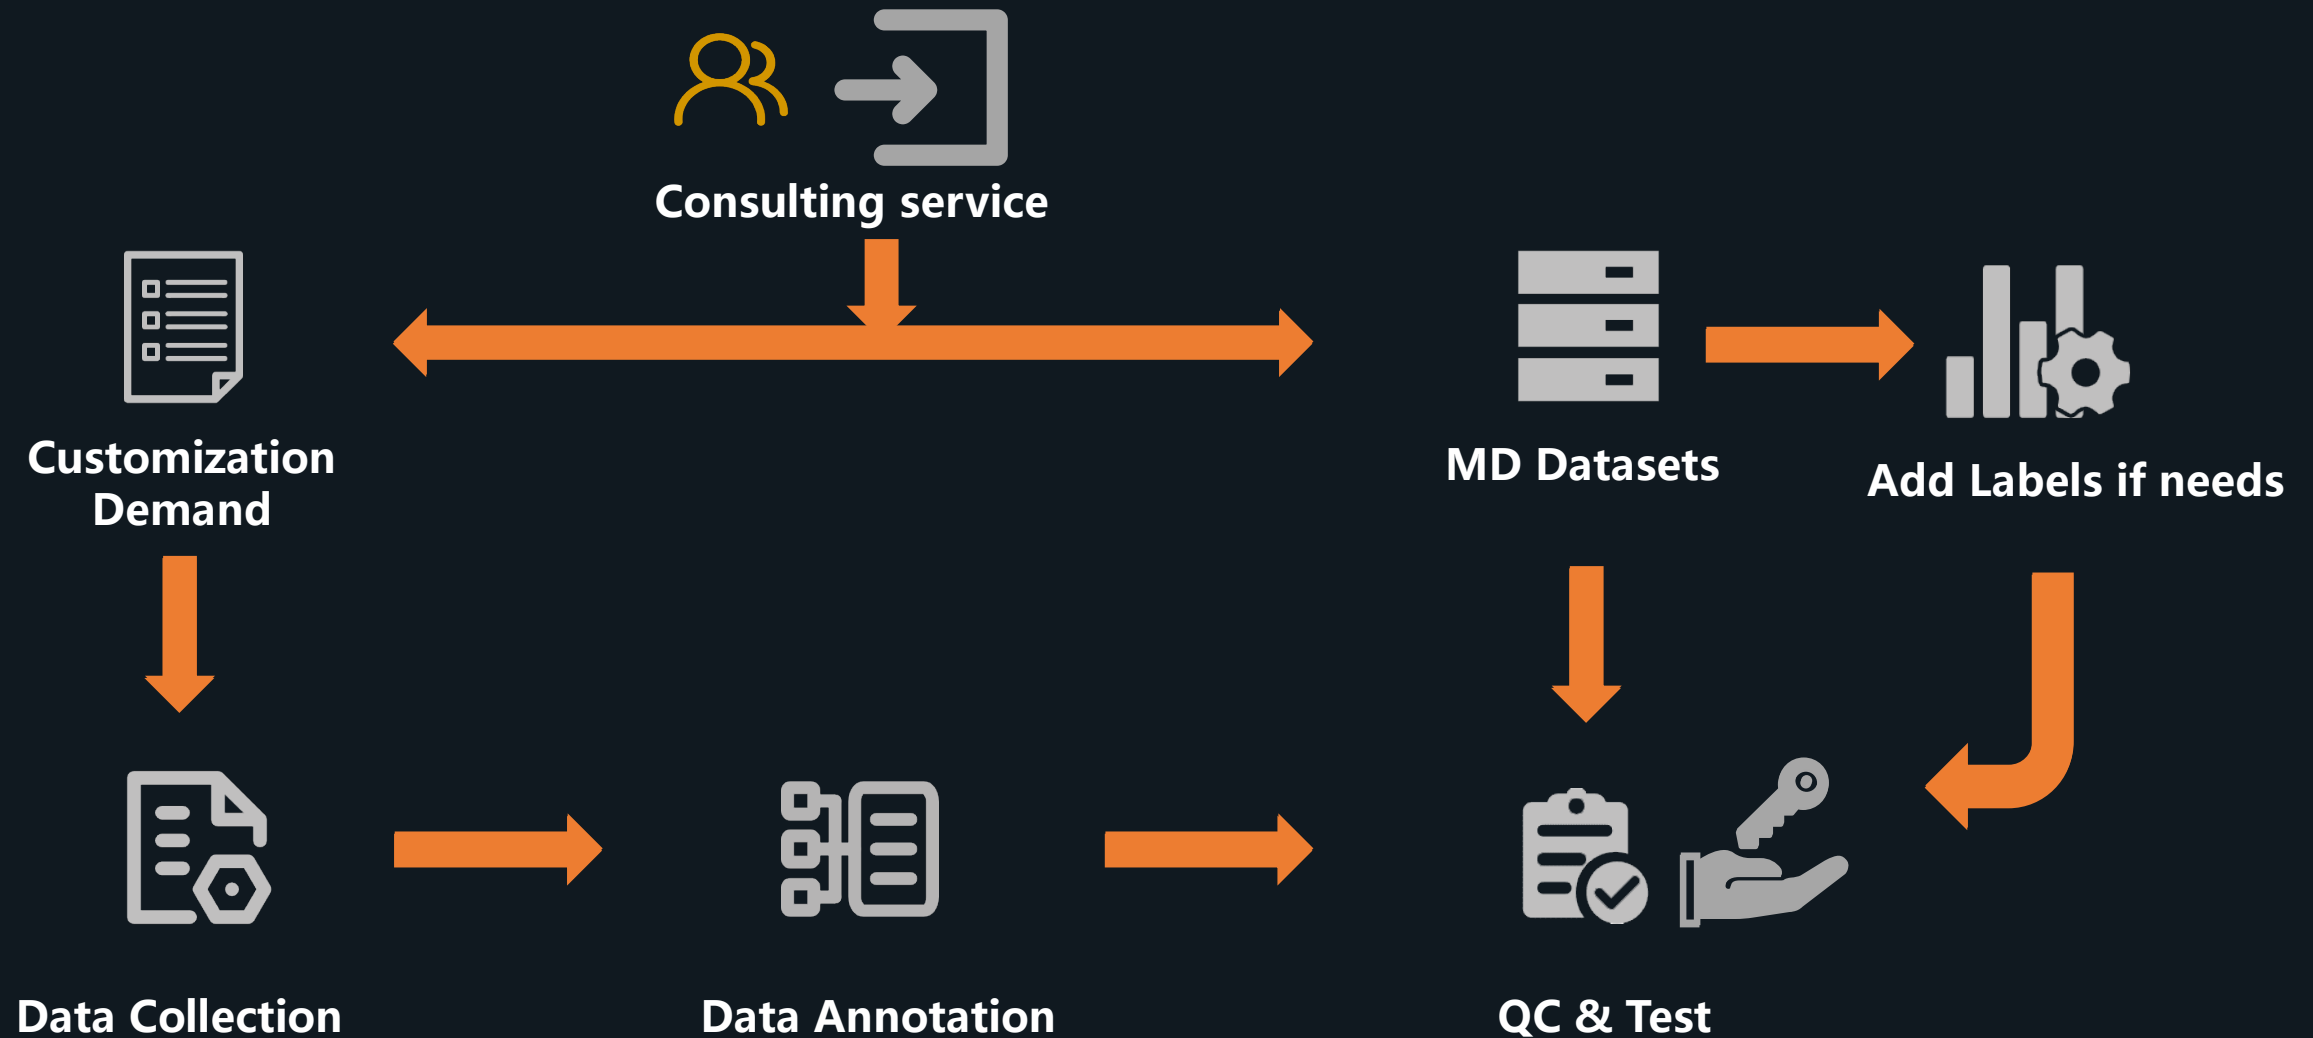 Consulting service
Customization
Demand
MD Datasets
Add Labels if needs
Data Collection
Data Annotation
QC & Test